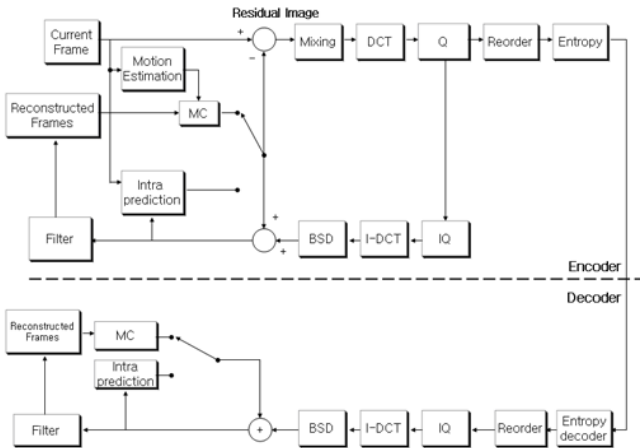 Residual Image
Current
Frame
+
−
Mixing
DCT
Q
Reorder
Entropy
Motion
Estimation
Reconstructed
Frames
MC
Intra
prediction
+
+
Filter
BSD
I-DCT
IQ
Encoder
Decoder
Reconstructed
Frames
MC
Intra
prediction
Filter
+
BSD
I-DCT
IQ
Reorder
Entropy
decoder